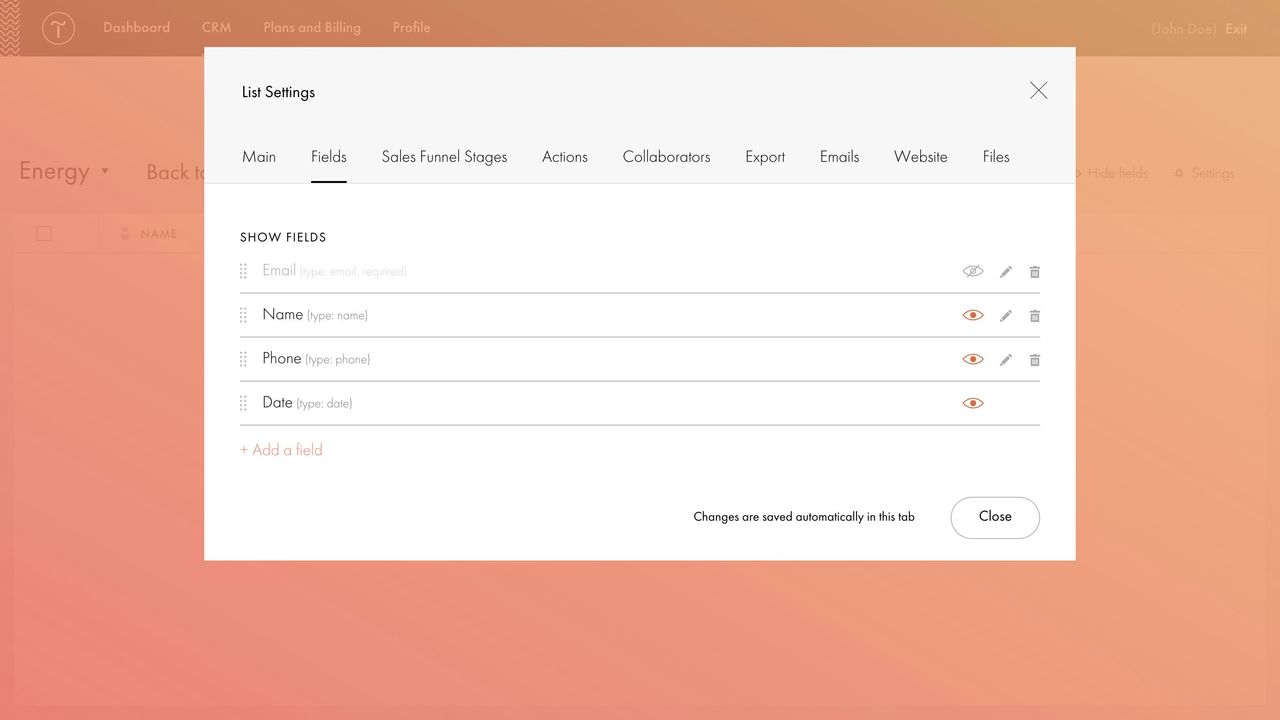 Dashboard CRM Plans and Billing Profile (John Doe) Exit
List Settings
Main Fields Sales Funnel Stages Actions Collaborators Export Emails Website Files
Energy Back to Hide fields Settings
NAME
SHOW FIELDS
Email (type: email, required)
Name (type: name)
Phone (type: phone)
Date (type: date)
+ Add a field
Changes are saved automatically in this tab Close